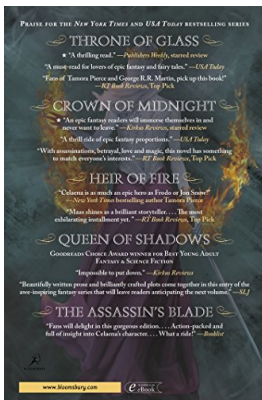 PRAISE FOR THE NEW YORK TIMES AND USA TODAY BESTSELLING SERIES
THRONE OF GLASS
★ "A thrilling read." —Publishers Weekly, starred review
"A must-read for lovers of epic fantasy and fairy tales." —USA Today
"Fans of Tamora Pierce and George R.R. Martin, pick up this book!"
—RT Book Reviews, Top Pick
CROWN OF MIDNIGHT
★ "An epic fantasy readers will immerse themselves in and
never want to leave." —Kirkus Reviews, starred review
"A thrill ride of epic fantasy proportions." —USA Today
"With assassinations, betrayal, love and magic, this novel has something
to match everyone's interests." —RT Book Reviews, Top Pick
HEIR OF FIRE
"Celaena is as much an epic hero as Frodo or Jon Snow!"
—New York Times bestselling author Tamora Pierce
"Maas shines as a brilliant storyteller. . . . The most
exhilarating installment yet." —RT Book Reviews, Top Pick
QUEEN OF SHADOWS
GOODREADS CHOICE AWARD WINNER FOR BEST YOUNG ADULT
FANTASY & SCIENCE FICTION
"Impossible to put down." —Kirkus Reviews
"Beautifully written prose and brilliantly crafted plots come together in this entry of the
awe-inspiring fantasy series that will leave readers anticipating the next volume." —SLJ
THE ASSASSIN'S BLADE
"Fans will delight in this gorgeous edition. . . . Action-packed and
full of insight into Celaena's character. . . . What a ride!" —Booklist
www.bloomsbury.com
eBook